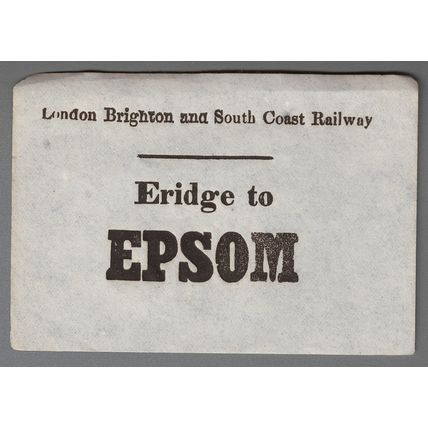 London Brighton and South Coast Railway
Eridge to
EPSOM